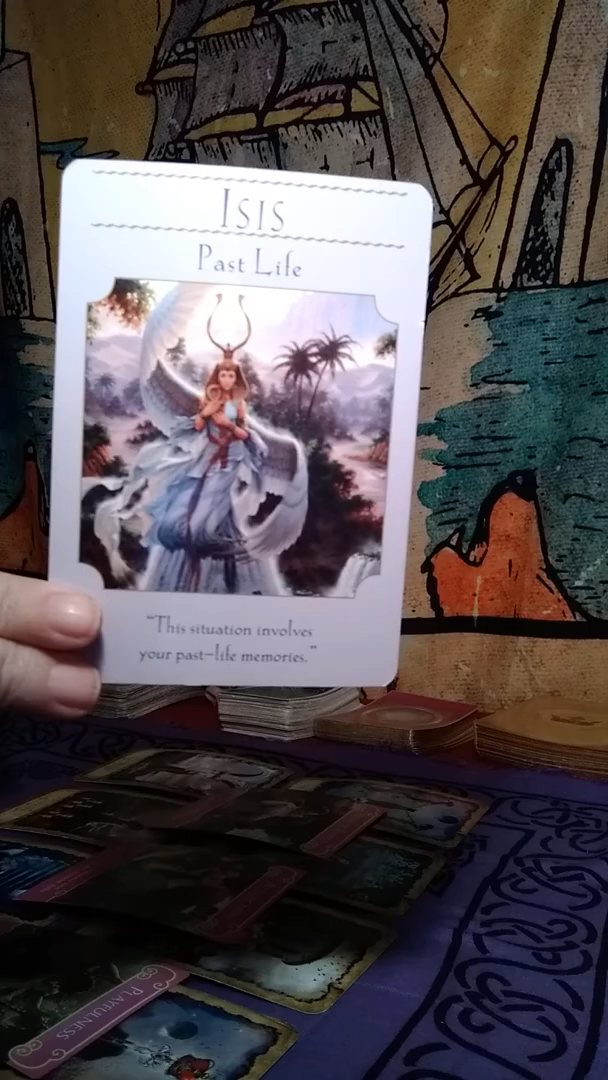 ISIS
Past Life
"This situation involves
your past-life memories."
PLAYFULNESS